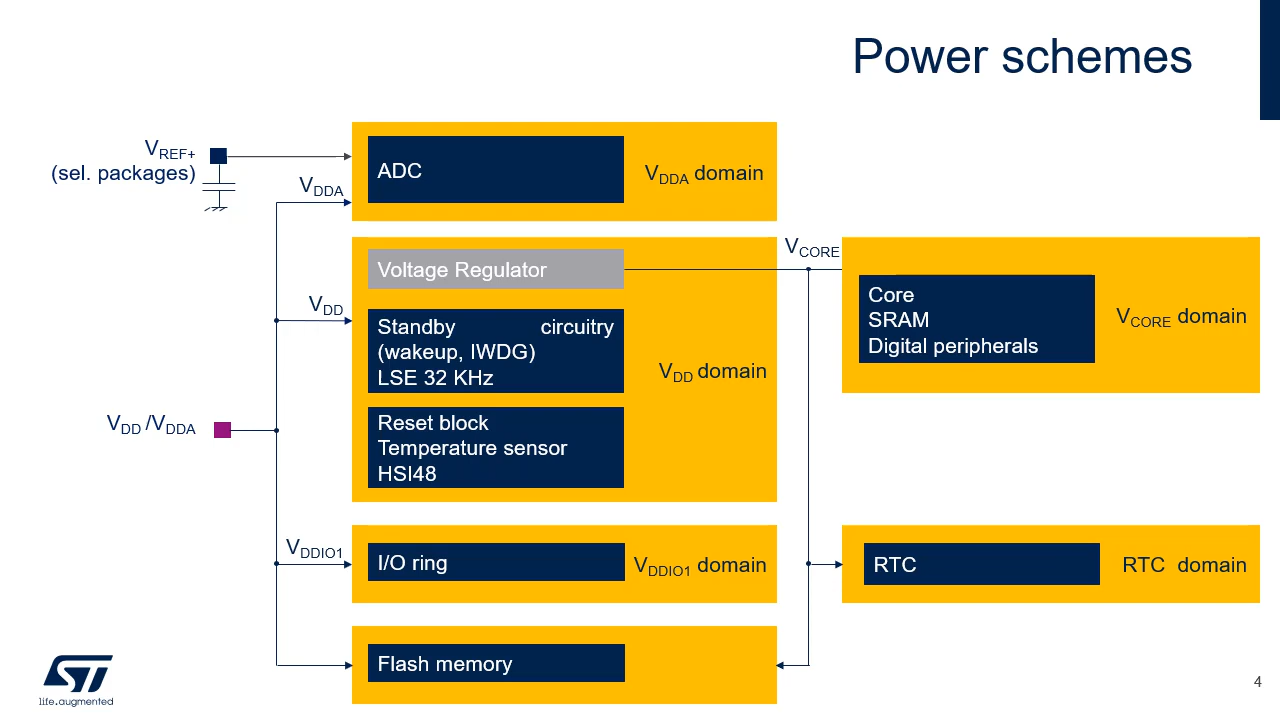 Power schemes
VREF+
(sel. packages)
VDDA
ADC
VDDA domain
Voltage Regulator
VCORE
VDD
Standby circuitry
(wakeup, IWDG)
LSE 32 KHz
VDD domain
Core
SRAM
Digital peripherals
VCORE domain
VDD /VDDA
Reset block
Temperature sensor
HSI48
VDDIO1
I/O ring
VDDIO1 domain
RTC
RTC domain
Flash memory
ST
life.augmented
4